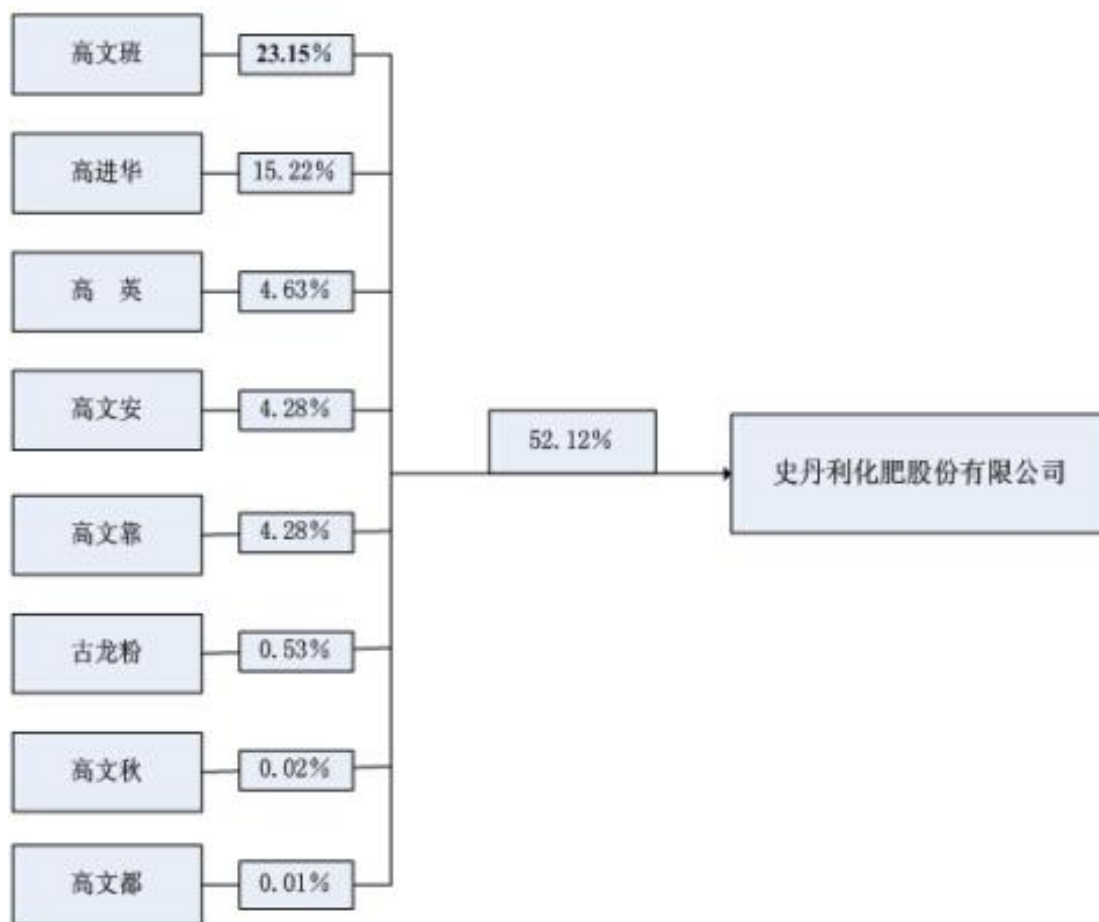 高文班
23.15%
高进华
15.22%
高 英
4.63%
高文安
4.28%
52.12%
史丹利化肥股份有限公司
高文靠
4.28%
古龙粉
0.53%
高文秋
0.02%
高文都
0.01%